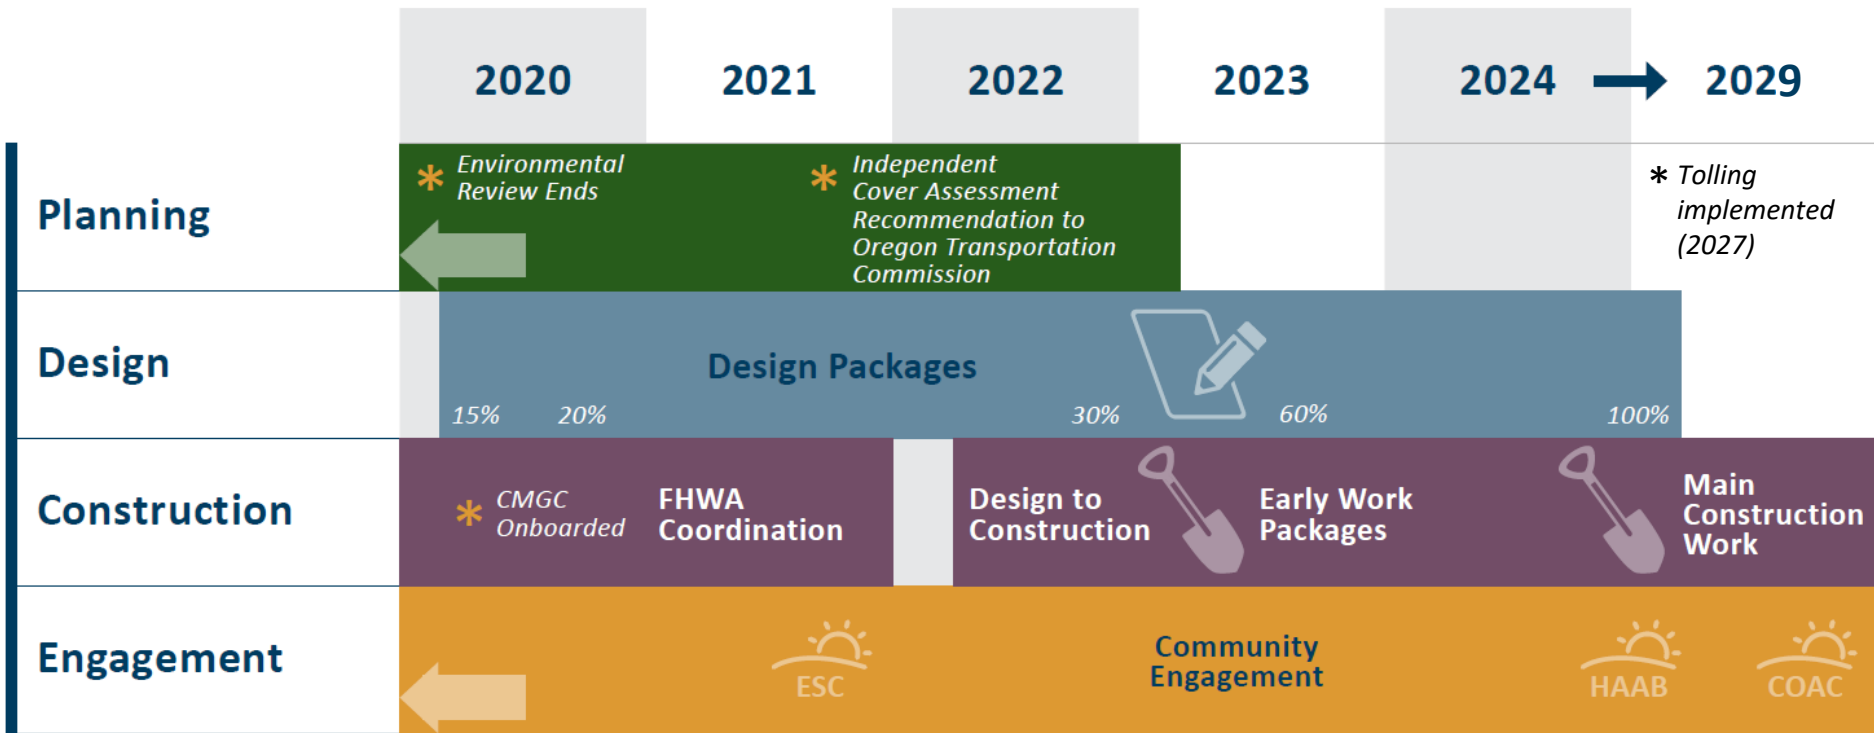 2020 2021 2022 2023 2024 2029
Planning
* Environmental
Review Ends
* Independent
Cover Assessment
Recommendation to
Oregon Transportation
Commission
* Tolling
implemented
(2027)
Design
Design Packages
15% 20% 30% 60% 100%
Construction
* CMGC
Onboarded
FHWA
Coordination
Design to
Construction
Early Work
Packages
Main
Construction
Work
Engagement
ESC
Community
Engagement
HAAB
COAC